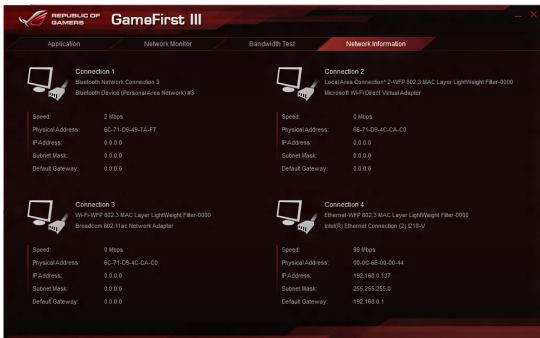 REPUBLIC OF
GAMERS
GameFirst III
Application
Network Monitor
Bandwidth Test
Network Information
Connection 1
Bluetooth Network Connection 3
Bluetooth Device (Personal Area Network) #3
Speed: 2 Mbps
Physical Address: 6C-71-D9-49-7A-F7
IP Address: 0.0.0.0
Subnet Mask: 0.0.0.0
Default Gateway: 0.0.0.0
Connection 2
Local Area Connection* 2-WFP 802.3 MAC Layer LightWeight Filter-0000
Microsoft Wi-Fi Direct Virtual Adapter
Speed: 0 Mbps
Physical Address: 6E-71-D9-4C-CA-C0
IP Address: 0.0.0.0
Subnet Mask: 0.0.0.0
Default Gateway: 0.0.0.0
Connection 3
Wi-Fi-WFP 802.3 MAC Layer LightWeight Filter-0000
Broadcom 802.11ac Network Adapter
Speed: 0 Mbps
Physical Address: 6C-71-D9-4C-CA-C0
IP Address: 0.0.0.0
Subnet Mask: 0.0.0.0
Default Gateway: 0.0.0.0
Connection 4
Ethernet-WFP 802.3 MAC Layer LightWeight Filter-0000
Intel(R) Ethernet Connection (2) I218-V
Speed: 99 Mbps
Physical Address: 00-0C-6E-00-00-44
IP Address: 192.168.0.137
Subnet Mask: 255.255.255.0
Default Gateway: 192.168.0.1